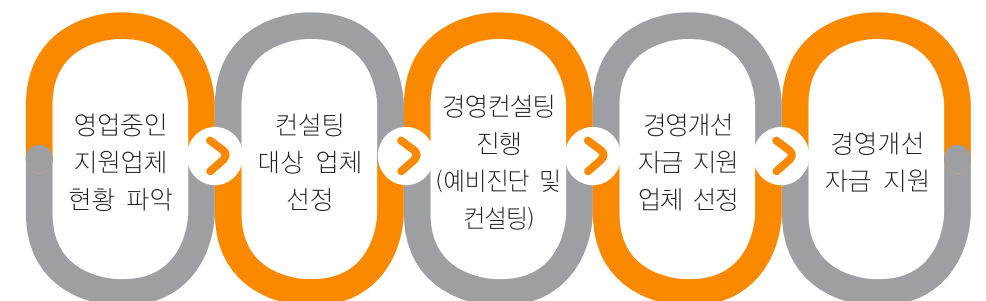 영업중인
지원업체
현황 파악
컨설팅
대상 업체
선정
경영컨설팅
진행
(예비진단 및
컨설팅)
경영개선
자금 지원
업체 선정
경영개선
자금 지원